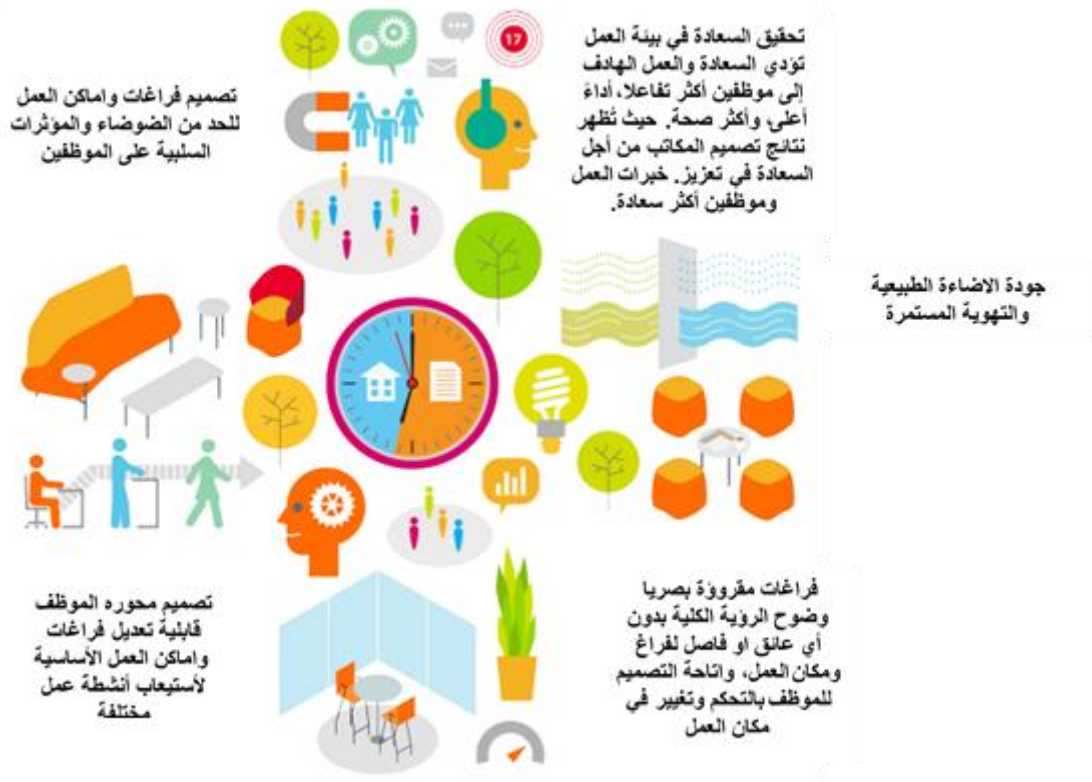 تحقيق السعادة في بيئة العمل
تؤدي السعادة والعمل الهادف
إلى موظفين أكثر تفاعلا، أداءً
أعلى، وأكثر صحة. حيث تُظهر
نتائج تصميم المكاتب من أجل
السعادة في تعزيز. خبرات العمل
وموظفين أكثر سعادة.
17
تصميم فراغات واماكن العمل
للحد من الضوضاء والمؤثرات
السلبية على الموظفين
جودة الاضاءة الطبيعية
والتهوية المستمرة
فراغات مقروؤة بصريا
وضوح الرؤية الكلية بدون
أي عائق او فاصل لفراغ
ومكان العمل، واتاحة التصميم
للموظف بالتحكم وتغيير في
مكان العمل
تصميم محوره الموظف
قابلية تعديل فراغات
واماكن العمل الأساسية
لأستيعاب أنشطة عمل
مختلفة